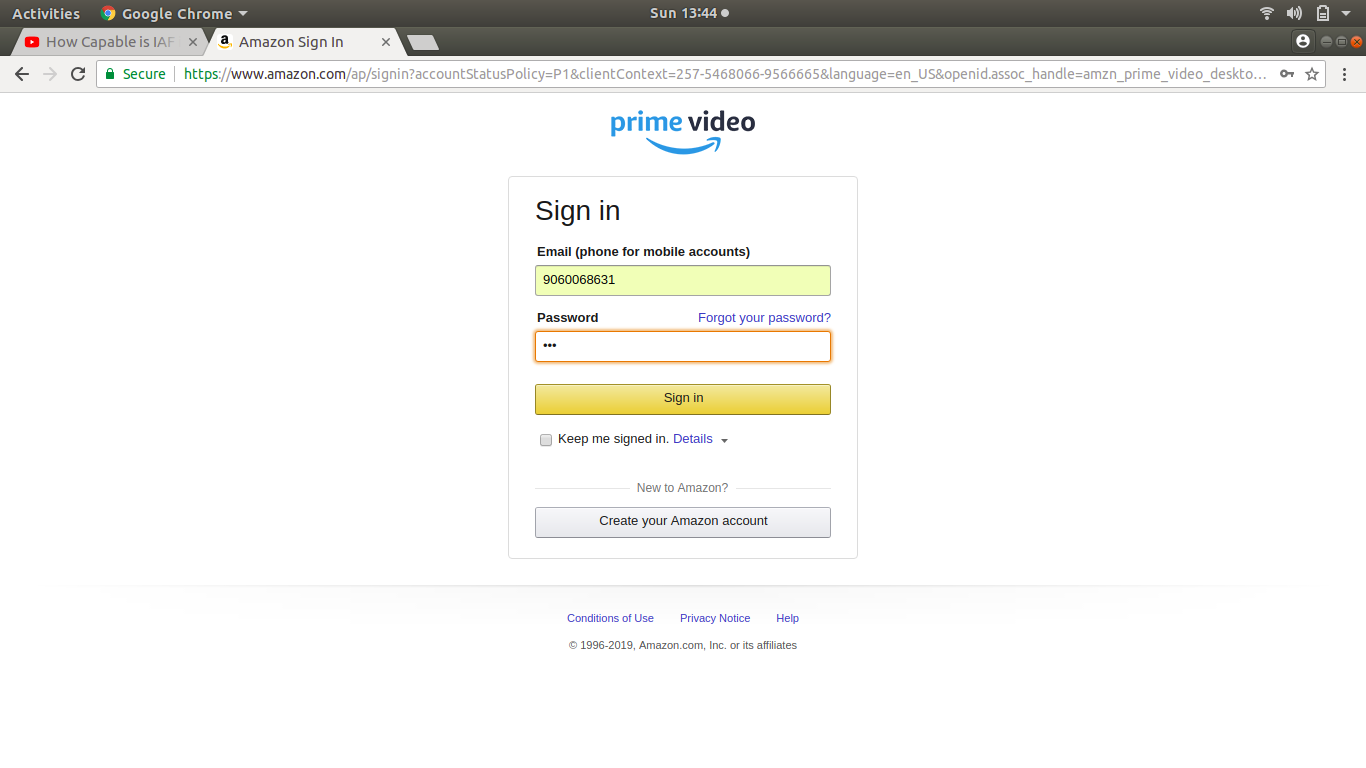 Activities Google Chrome Sun 13:44
How Capable is IAF Amazon Sign In
Secure https://www.amazon.com/ap/signin?accountStatusPolicy=P1&clientContext=257-5468066-9566665&language=en_US&openid.assoc_handle=amzn_prime_video_deskto...
prime video
Sign in
Email (phone for mobile accounts)
9060068631
Password Forgot your password?
•••
Sign in
Keep me signed in. Details
New to Amazon?
Create your Amazon account
Conditions of Use Privacy Notice Help
© 1996-2019, Amazon.com, Inc. or its affiliates